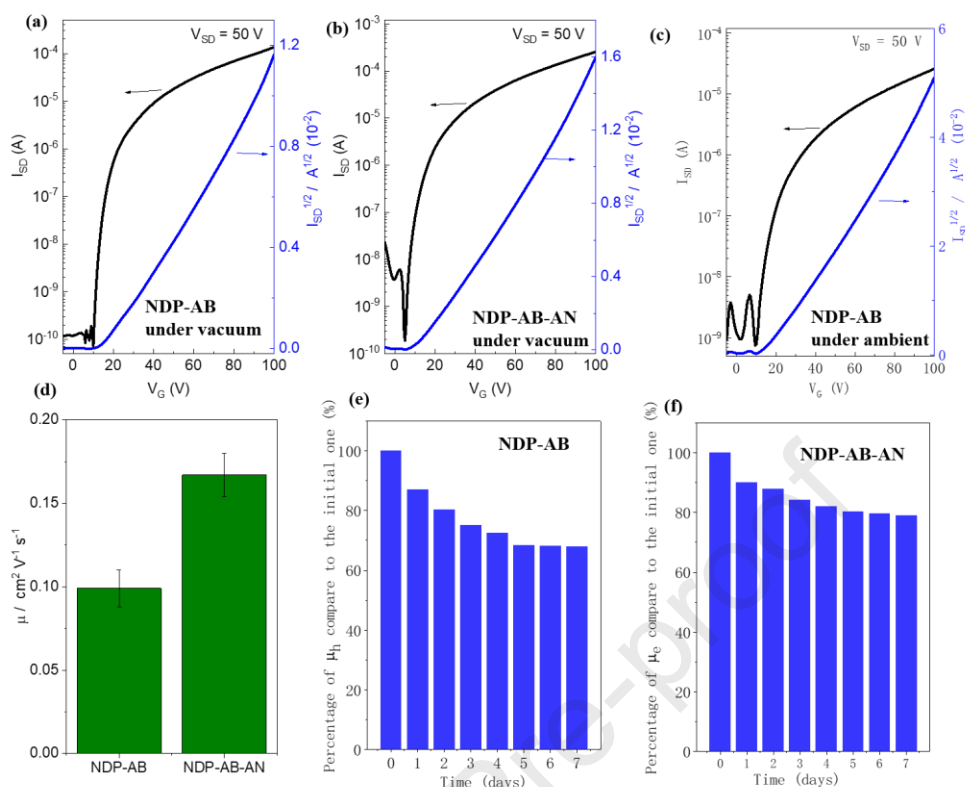 (a)
V_SD = 50 V
I_SD (A)
10^-4
10^-5
10^-6
10^-7
10^-8
10^-9
10^-10
1.2
0.8
0.4
0.0
I_SD^1/2 / A^1/2 (10^-2)
NDP-AB
under vacuum
0 20 40 60 80 100
V_G (V)
(b)
V_SD = 50 V
I_SD (A)
10^-3
10^-4
10^-5
10^-6
10^-7
10^-8
10^-9
10^-10
1.6
1.2
0.8
0.4
0.0
I_SD^1/2 / A^1/2 (10^-2)
NDP-AB-AN
under vacuum
0 20 40 60 80 100
V_G (V)
(c)
V_SD = 50 V
I_SD (A)
10^-4
10^-5
10^-6
10^-7
10^-8
10^-9
6
4
2
0
I_SD^1/2 / A^1/2 (10^-2)
NDP-AB
under ambient
0 20 40 60 80 100
V_G (V)
(d)
μ / cm^2 V^-1 s^-1
0.20
0.15
0.10
0.05
0.00
NDP-AB NDP-AB-AN
(e)
NDP-AB
Percentage of μ_h compare to the initial one (%)
100
80
60
40
20
0
0 1 2 3 4 5 6 7
Time (days)
(f)
NDP-AB-AN
Percentage of μ_e compare to the initial one (%)
100
80
60
40
20
0
0 1 2 3 4 5 6 7
Time (days)
re-proof